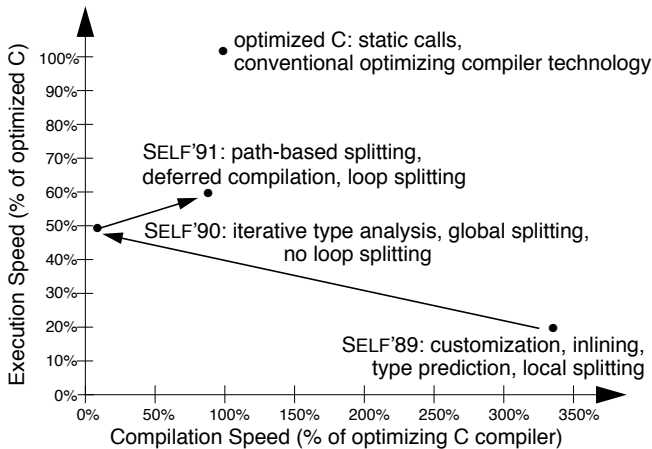 optimized C: static calls,
conventional optimizing compiler technology
SELF'91: path-based splitting,
deferred compilation, loop splitting
SELF'90: iterative type analysis, global splitting,
no loop splitting
SELF'89: customization, inlining,
type prediction, local splitting
Execution Speed (% of optimized C)
100%
90%
80%
70%
60%
50%
40%
30%
20%
10%
0%
0% 50% 100% 150% 200% 250% 300% 350%
Compilation Speed (% of optimizing C compiler)